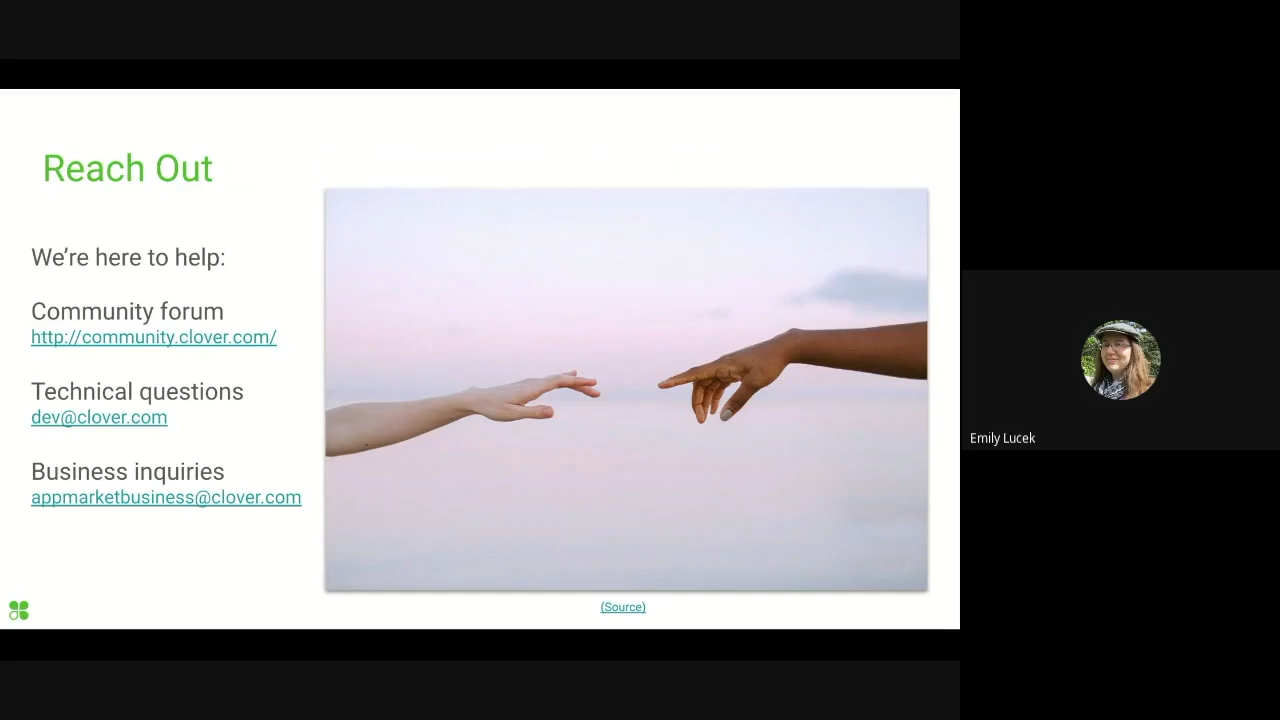 Reach Out
We’re here to help:
Community forum
http://community.clover.com/
Technical questions
dev@clover.com
Business inquiries
appmarketbusiness@clover.com
(Source)
Emily Lucek